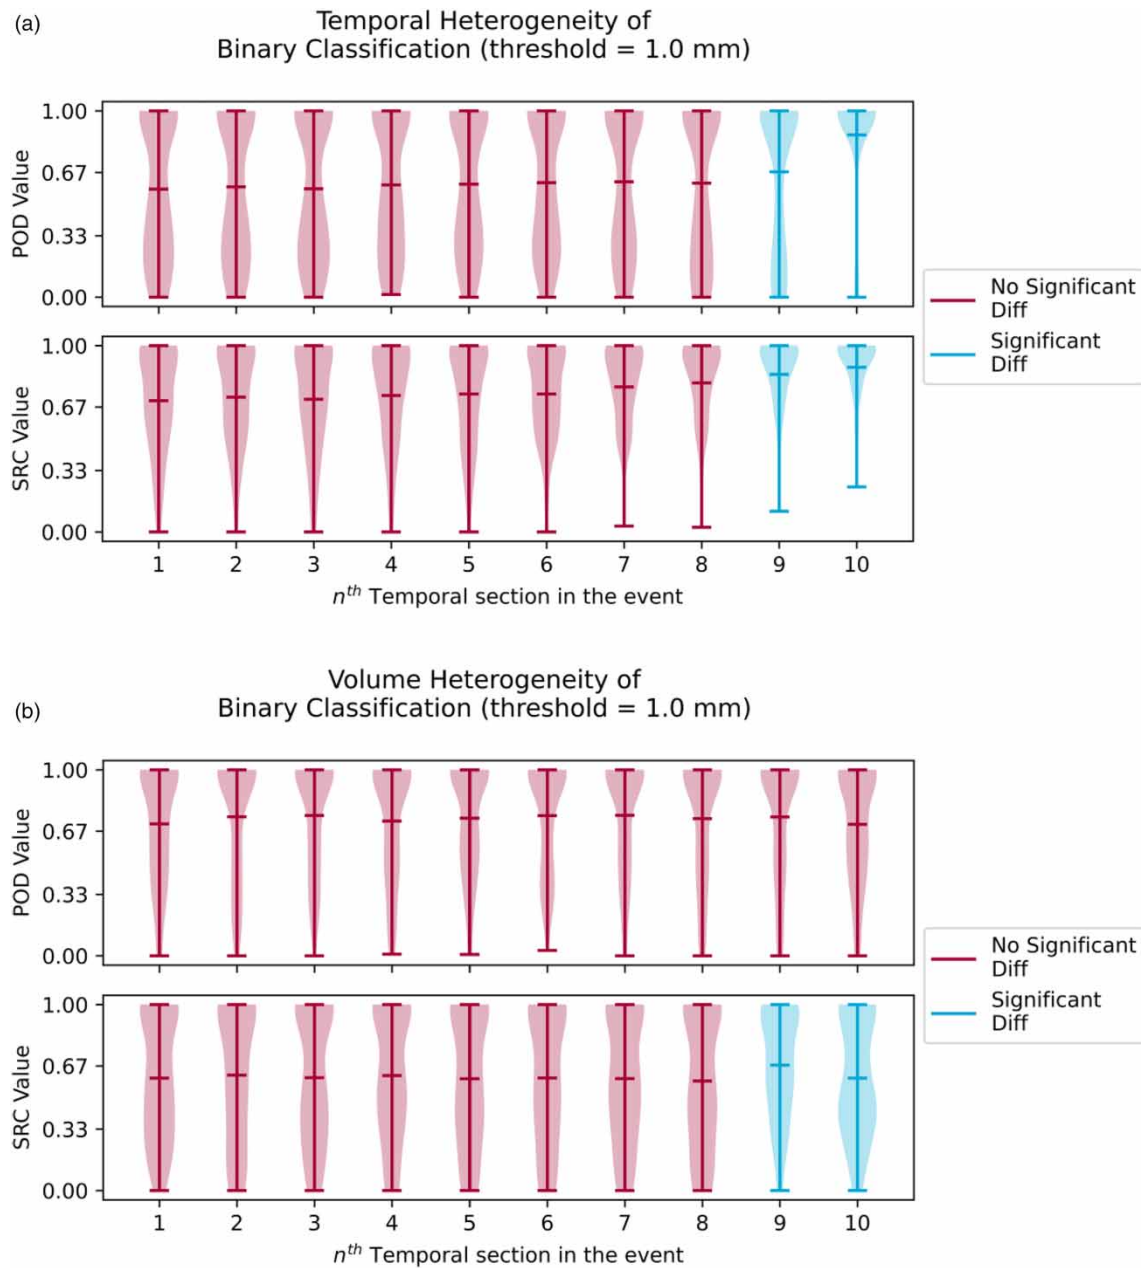 (a)
Temporal Heterogeneity of
Binary Classification (threshold = 1.0 mm)
POD Value
1.00
0.67
0.33
0.00
SRC Value
1.00
0.67
0.33
0.00
1 2 3 4 5 6 7 8 9 10
nth Temporal section in the event
No Significant
Diff
Significant
Diff
(b)
Volume Heterogeneity of
Binary Classification (threshold = 1.0 mm)
POD Value
1.00
0.67
0.33
0.00
SRC Value
1.00
0.67
0.33
0.00
1 2 3 4 5 6 7 8 9 10
nth Temporal section in the event
No Significant
Diff
Significant
Diff